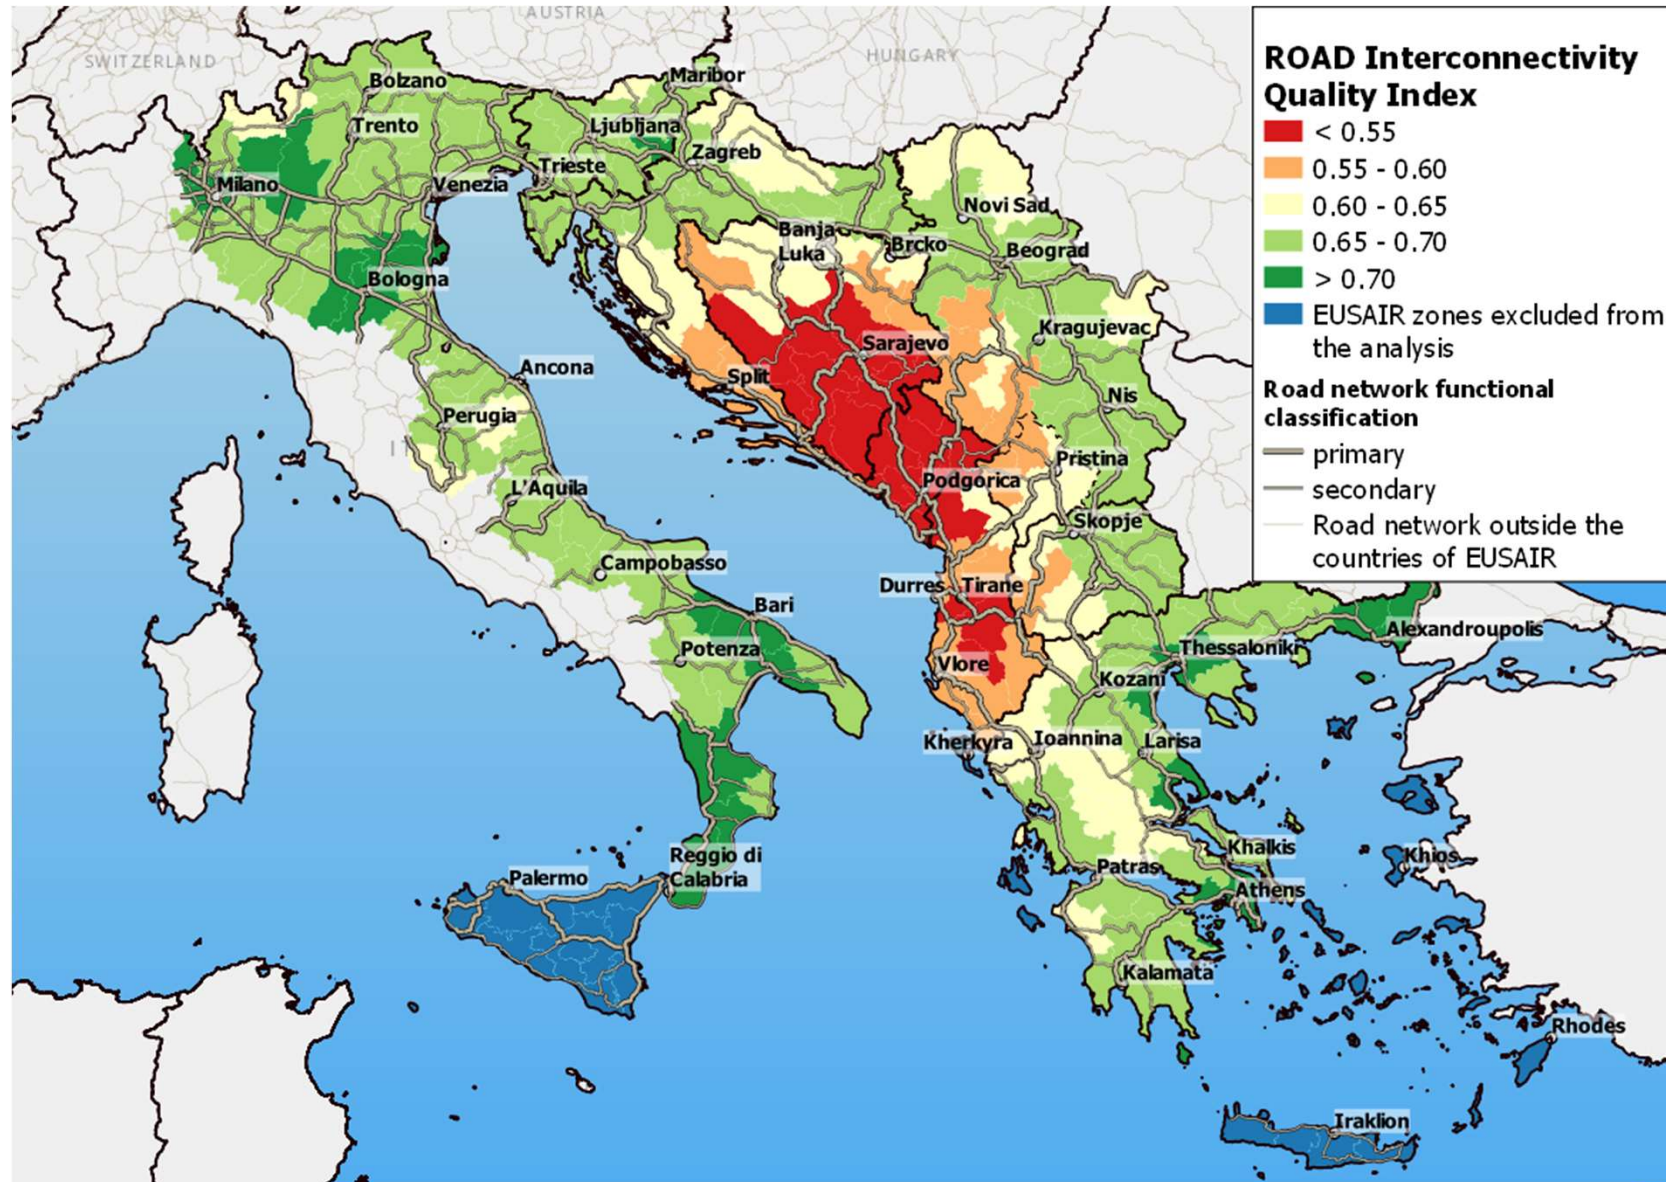 AUSTRIA
SWITZERLAND
HUNGARY
ROAD Interconnectivity
Quality Index
< 0.55
0.55 - 0.60
0.60 - 0.65
0.65 - 0.70
> 0.70
EUSAIR zones excluded from
the analysis
Road network functional
classification
primary
secondary
Road network outside the
countries of EUSAIR
Bolzano
Maribor
Trento
Ljubljana
Zagreb
Trieste
Milano
Venezia
Novi Sad
Banja
Luka
Brcko
Beograd
Bologna
Kragujevac
Sarajevo
Ancona
Split
Nis
Perugia
Pristina
Podgorica
L'Aquila
Skopje
Campobasso
Durres
Tirane
Bari
Alexandroupolis
Potenza
Thessaloniki
Vlore
Kozani
Kherkyra
Ioannina
Larisa
Khalkis
Reggio di
Calabria
Khios
Patras
Palermo
Athens
Kalamata
Rhodes
Iraklion